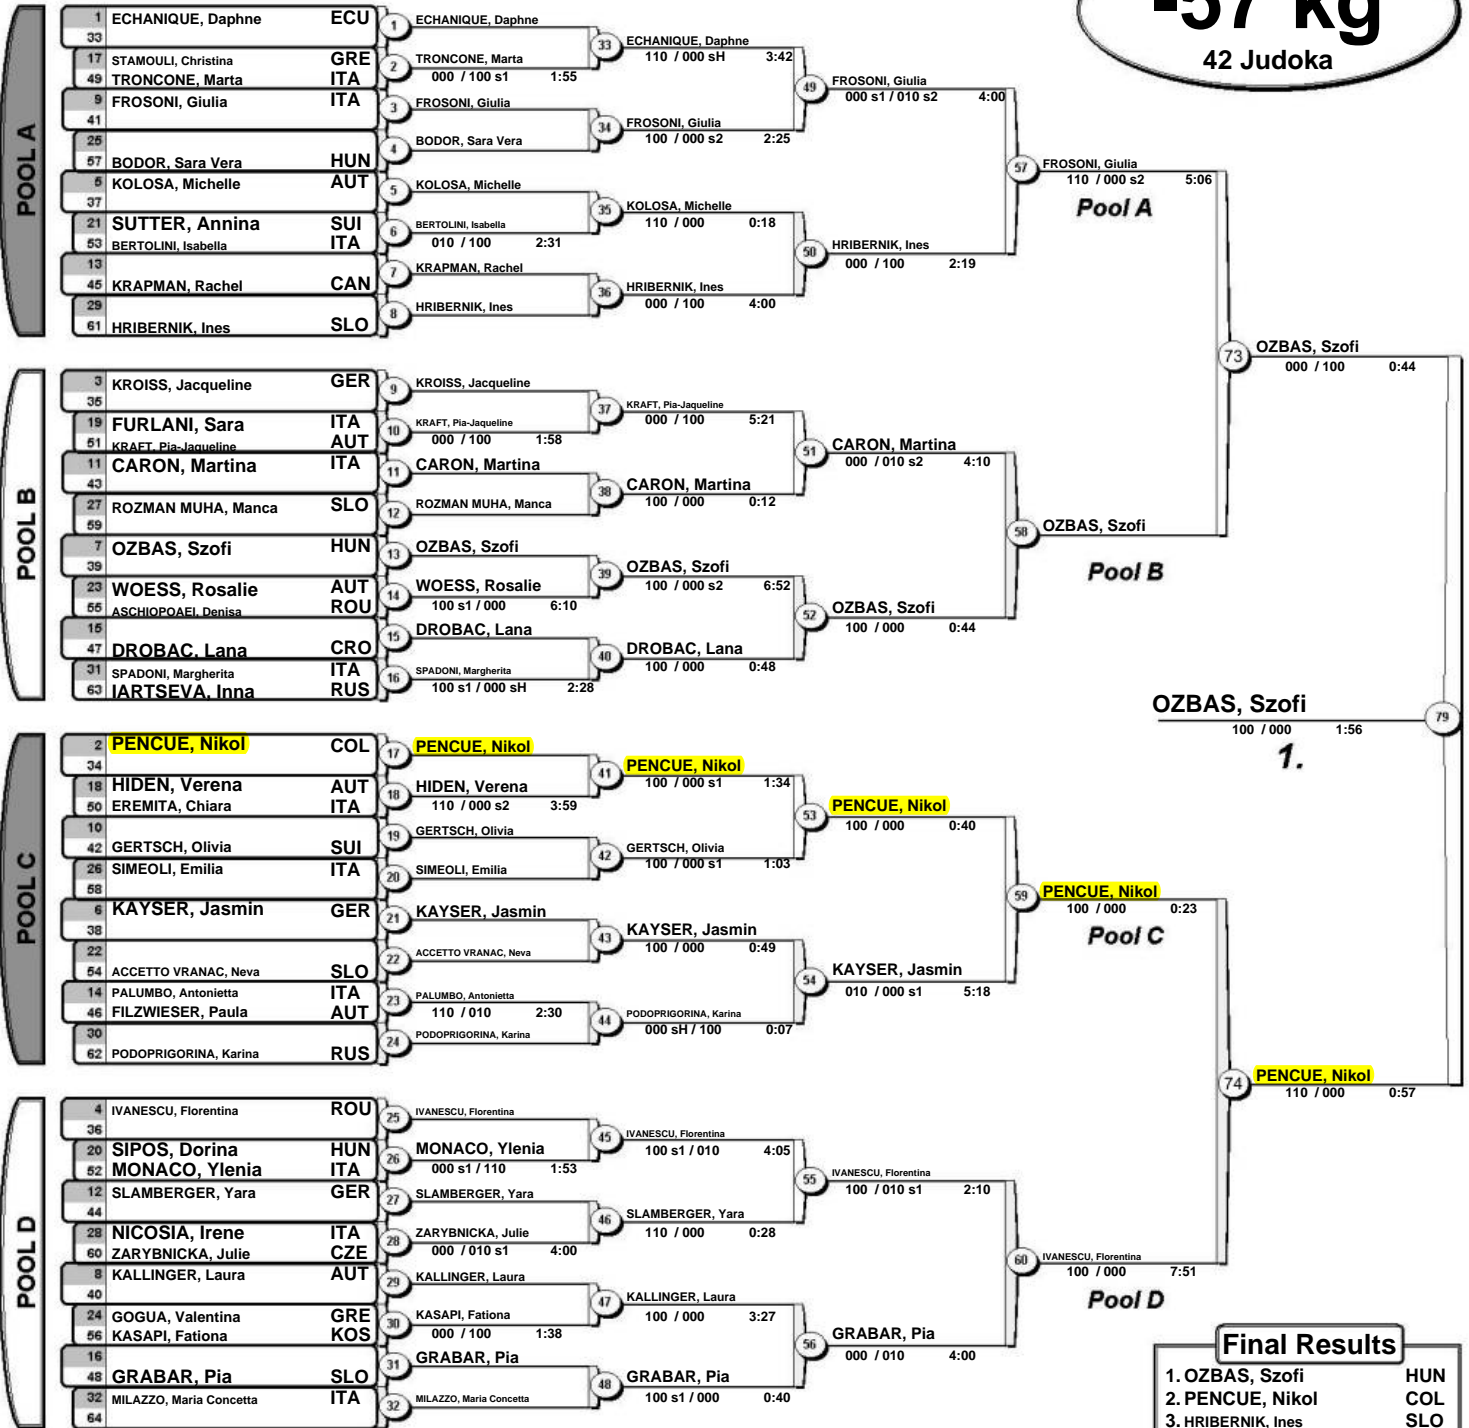 -57 kg
42 Judoka
POOL A
1 ECHANIQUE, Daphne ECU
33
17 STAMOULI, Christina GRE
49 TRONCONE, Marta ITA
9 FROSONI, Giulia ITA
41
25
57 BODOR, Sara Vera HUN
5 KOLOSA, Michelle AUT
37
21 SUTTER, Annina SUI
53 BERTOLINI, Isabella ITA
13
45 KRAPMAN, Rachel CAN
29
61 HRIBERNIK, Ines SLO
1 ECHANIQUE, Daphne
2 TRONCONE, Marta
000 / 100 s1 1:55
3 FROSONI, Giulia
4 BODOR, Sara Vera
5 KOLOSA, Michelle
6 BERTOLINI, Isabella
010 / 100 2:31
7 KRAPMAN, Rachel
8 HRIBERNIK, Ines
33 ECHANIQUE, Daphne
110 / 000 sH 3:42
34 FROSONI, Giulia
100 / 000 s2 2:25
35 KOLOSA, Michelle
110 / 000 0:18
36 HRIBERNIK, Ines
000 / 100 4:00
49 FROSONI, Giulia
000 s1 / 010 s2 4:00
50 HRIBERNIK, Ines
000 / 100 2:19
57 FROSONI, Giulia
110 / 000 s2 5:06
Pool A
POOL B
3 KROISS, Jacqueline GER
35
19 FURLANI, Sara ITA
51 KRAFT, Pia-Jaqueline AUT
11 CARON, Martina ITA
43
27 ROZMAN MUHA, Manca SLO
59
7 OZBAS, Szofi HUN
39
23 WOESS, Rosalie AUT
55 ASCHIOPOAEI, Denisa ROU
15
47 DROBAC, Lana CRO
31 SPADONI, Margherita ITA
63 IARTSEVA, Inna RUS
9 KROISS, Jacqueline
10 KRAFT, Pia-Jaqueline
000 / 100 1:58
11 CARON, Martina
12 ROZMAN MUHA, Manca
13 OZBAS, Szofi
14 WOESS, Rosalie
100 s1 / 000 6:10
15 DROBAC, Lana
16 SPADONI, Margherita
100 s1 / 000 sH 2:28
37 KRAFT, Pia-Jaqueline
000 / 100 5:21
38 CARON, Martina
100 / 000 0:12
39 OZBAS, Szofi
100 / 000 s2 6:52
40 DROBAC, Lana
100 / 000 0:48
51 CARON, Martina
000 / 010 s2 4:10
52 OZBAS, Szofi
100 / 000 0:44
58 OZBAS, Szofi
Pool B
73 OZBAS, Szofi
000 / 100 0:44
OZBAS, Szofi 79
100 / 000 1:56
1.
POOL C
2 PENCUE, Nikol COL
34
18 HIDEN, Verena AUT
50 EREMITA, Chiara ITA
10
42 GERTSCH, Olivia SUI
26 SIMEOLI, Emilia ITA
58
6 KAYSER, Jasmin GER
38
22
54 ACCETTO VRANAC, Neva SLO
14 PALUMBO, Antonietta ITA
46 FILZWIESER, Paula AUT
30
62 PODOPRIGORINA, Karina RUS
17 PENCUE, Nikol
18 HIDEN, Verena
110 / 000 s2 3:59
19 GERTSCH, Olivia
20 SIMEOLI, Emilia
21 KAYSER, Jasmin
22 ACCETTO VRANAC, Neva
23 PALUMBO, Antonietta
110 / 010 2:30
24 PODOPRIGORINA, Karina
41 PENCUE, Nikol
100 / 000 s1 1:34
42 GERTSCH, Olivia
100 / 000 s1 1:03
43 KAYSER, Jasmin
100 / 000 0:49
44 PODOPRIGORINA, Karina
000 sH / 100 0:07
53 PENCUE, Nikol
100 / 000 0:40
54 KAYSER, Jasmin
010 / 000 s1 5:18
59 PENCUE, Nikol
100 / 000 0:23
Pool C
74 PENCUE, Nikol
110 / 000 0:57
POOL D
4 IVANESCU, Florentina ROU
36
20 SIPOS, Dorina HUN
52 MONACO, Ylenia ITA
12 SLAMBERGER, Yara GER
44
28 NICOSIA, Irene ITA
60 ZARYBNICKA, Julie CZE
8 KALLINGER, Laura AUT
40
24 GOGUA, Valentina GRE
56 KASAPI, Fationa KOS
16
48 GRABAR, Pia SLO
32 MILAZZO, Maria Concetta ITA
64
25 IVANESCU, Florentina
26 MONACO, Ylenia
000 s1 / 110 1:53
27 SLAMBERGER, Yara
28 ZARYBNICKA, Julie
000 / 010 s1 4:00
29 KALLINGER, Laura
30 KASAPI, Fationa
000 / 100 1:38
31 GRABAR, Pia
32 MILAZZO, Maria Concetta
45 IVANESCU, Florentina
100 s1 / 010 4:05
46 SLAMBERGER, Yara
110 / 000 0:28
47 KALLINGER, Laura
100 / 000 3:27
48 GRABAR, Pia
100 s1 / 000 0:40
55 IVANESCU, Florentina
100 / 010 s1 2:10
56 GRABAR, Pia
000 / 010 4:00
60 IVANESCU, Florentina
100 / 000 7:51
Pool D
Final Results
1. OZBAS, Szofi HUN
2. PENCUE, Nikol COL
3. HRIBERNIK, Ines SLO